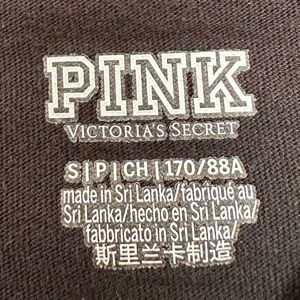 PINK
VICTORIA'S SECRET
S|P|CH|170/88A
made in Sri Lanka/fabriqué au
Sri Lanka/hecho en Sri Lanka/
fabbricato in Sri Lanka/
斯里兰卡制造